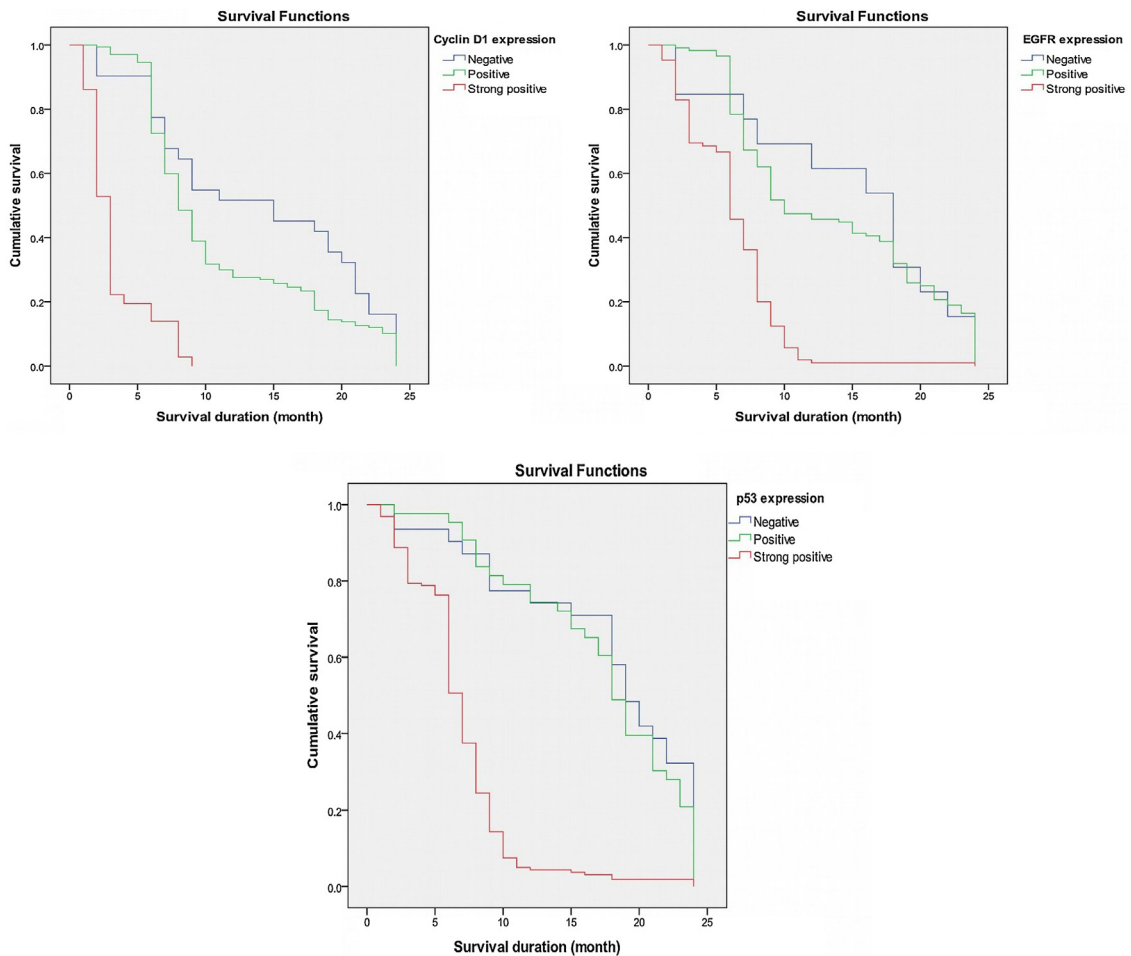 Survival Functions
Cyclin D1 expression
Negative
Positive
Strong positive
1.0
0.8
0.6
0.4
0.2
0.0
Cumulative survival
0 5 10 15 20 25
Survival duration (month)
Survival Functions
EGFR expression
Negative
Positive
Strong positive
1.0
0.8
0.6
0.4
0.2
0.0
Cumulative survival
0 5 10 15 20 25
Survival duration (month)
Survival Functions
p53 expression
Negative
Positive
Strong positive
1.0
0.8
0.6
0.4
0.2
0.0
Cumulative survival
0 5 10 15 20 25
Survival duration (month)